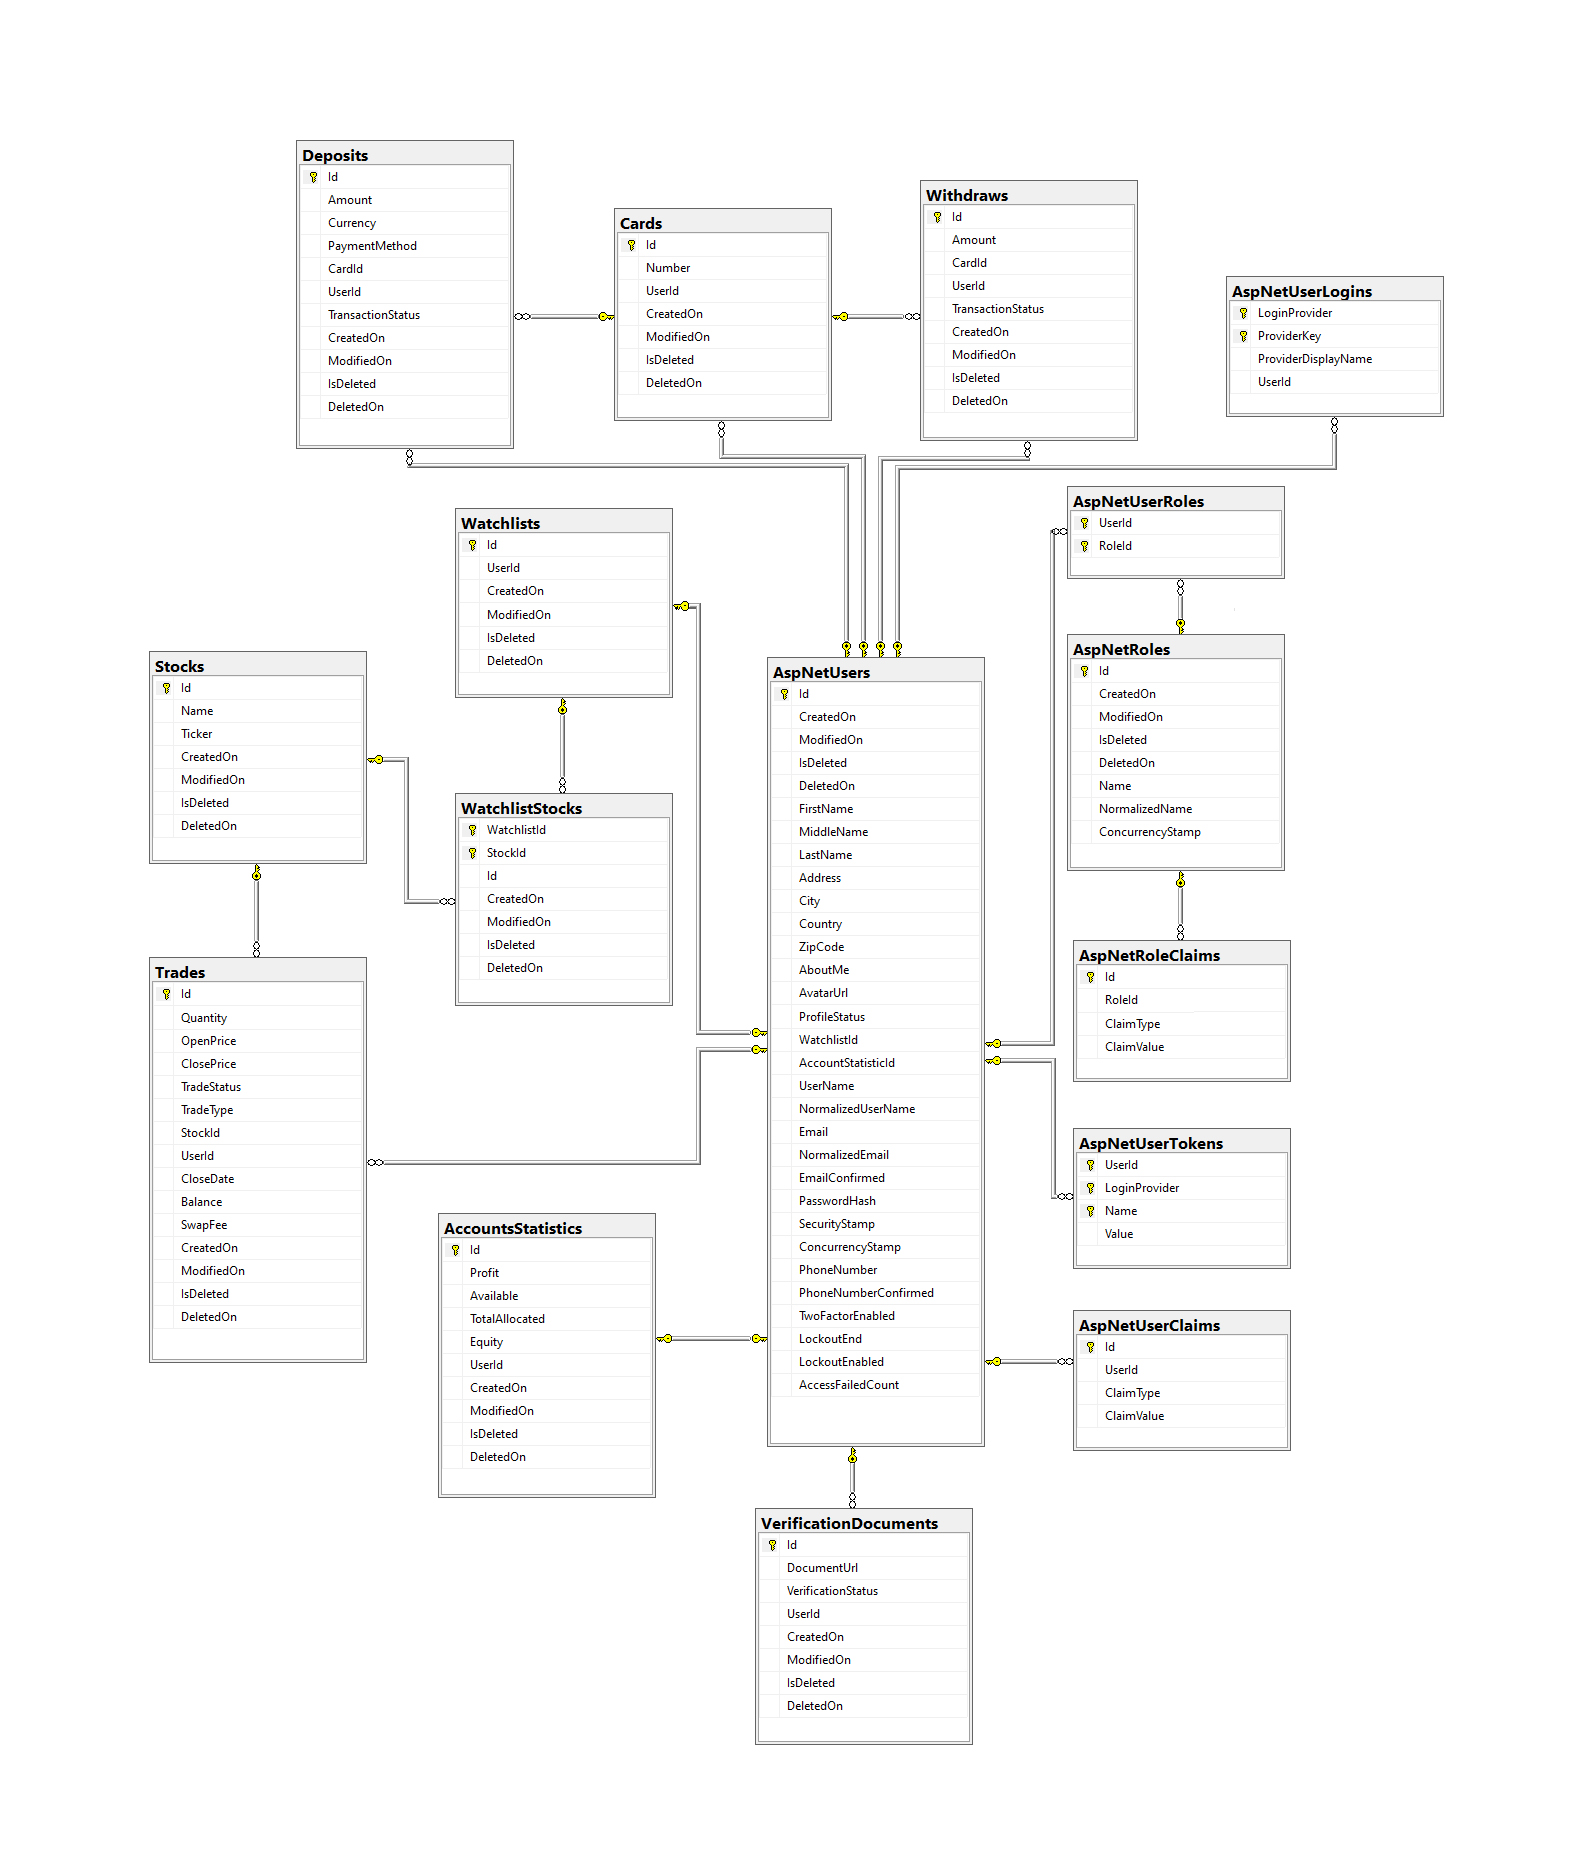 Deposits
Id
Amount
Currency
PaymentMethod
CardId
UserId
TransactionStatus
CreatedOn
ModifiedOn
IsDeleted
DeletedOn
Cards
Id
Number
UserId
CreatedOn
ModifiedOn
IsDeleted
DeletedOn
Withdraws
Id
Amount
CardId
UserId
TransactionStatus
CreatedOn
ModifiedOn
IsDeleted
DeletedOn
AspNetUserLogins
LoginProvider
ProviderKey
ProviderDisplayName
UserId
Watchlists
Id
UserId
CreatedOn
ModifiedOn
IsDeleted
DeletedOn
AspNetUserRoles
UserId
RoleId
Stocks
Id
Name
Ticker
CreatedOn
ModifiedOn
IsDeleted
DeletedOn
WatchlistStocks
WatchlistId
StockId
Id
CreatedOn
ModifiedOn
IsDeleted
DeletedOn
AspNetUsers
Id
CreatedOn
ModifiedOn
IsDeleted
DeletedOn
FirstName
MiddleName
LastName
Address
City
Country
ZipCode
AboutMe
AvatarUrl
ProfileStatus
WatchlistId
AccountStatisticId
UserName
NormalizedUserName
Email
NormalizedEmail
EmailConfirmed
PasswordHash
SecurityStamp
ConcurrencyStamp
PhoneNumber
PhoneNumberConfirmed
TwoFactorEnabled
LockoutEnd
LockoutEnabled
AccessFailedCount
AspNetRoles
Id
CreatedOn
ModifiedOn
IsDeleted
DeletedOn
Name
NormalizedName
ConcurrencyStamp
AspNetRoleClaims
Id
RoleId
ClaimType
ClaimValue
Trades
Id
Quantity
OpenPrice
ClosePrice
TradeStatus
TradeType
StockId
UserId
CloseDate
Balance
SwapFee
CreatedOn
ModifiedOn
IsDeleted
DeletedOn
AccountsStatistics
Id
Profit
Available
TotalAllocated
Equity
UserId
CreatedOn
ModifiedOn
IsDeleted
DeletedOn
AspNetUserTokens
UserId
LoginProvider
Name
Value
AspNetUserClaims
Id
UserId
ClaimType
ClaimValue
VerificationDocuments
Id
DocumentUrl
VerificationStatus
UserId
CreatedOn
ModifiedOn
IsDeleted
DeletedOn